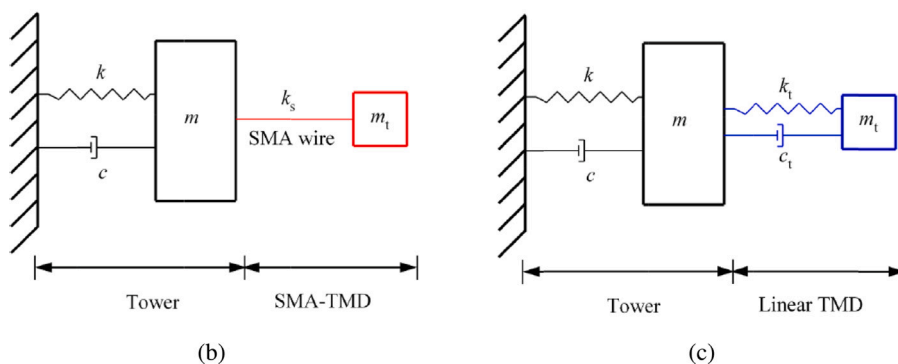 k
m
k_s
SMA wire
m_t
c
Tower
SMA-TMD
(b)
k
m
k_t
c_t
m_t
c
Tower
Linear TMD
(c)